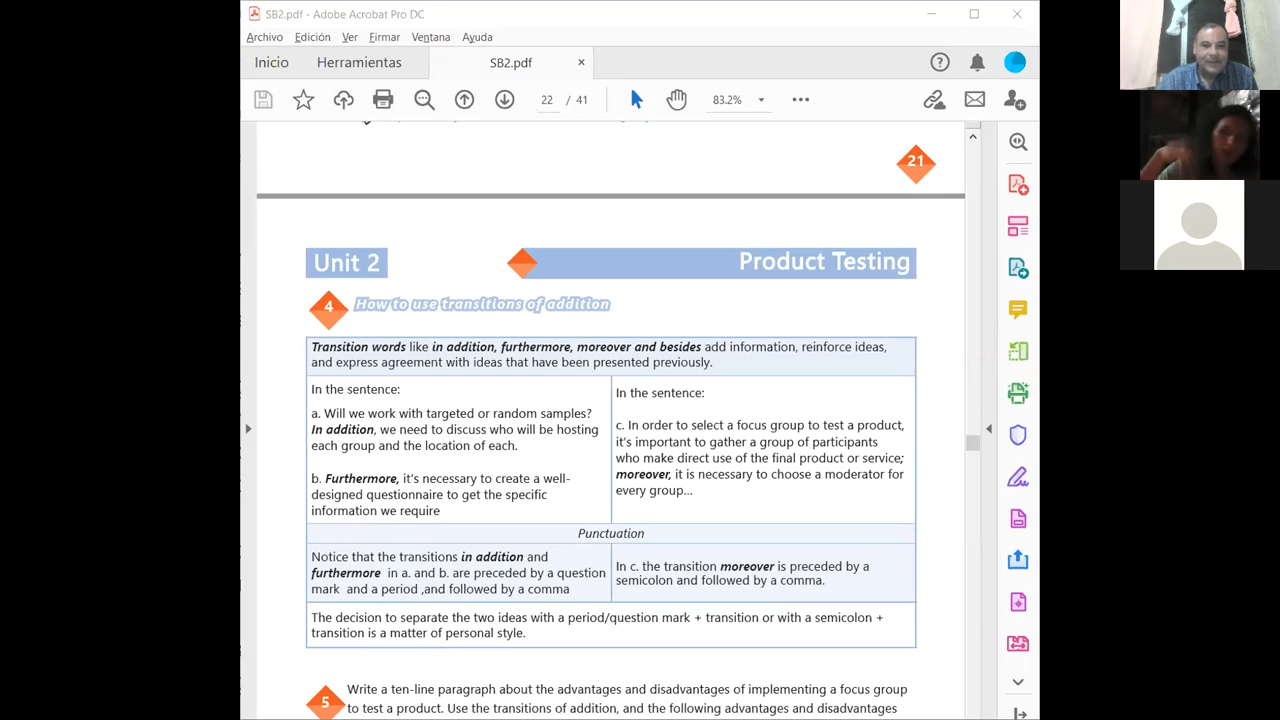 SB2.pdf - Adobe Acrobat Pro DC
Archivo Edición Ver Firmar Ventana Ayuda
Inicio Herramientas SB2.pdf ×
22 / 41 83.2%
21
Unit 2 Product Testing
4 How to use transitions of addition
Transition words like in addition, furthermore, moreover and besides add information, reinforce ideas,
and express agreement with ideas that have been presented previously.
In the sentence:
a. Will we work with targeted or random samples?
In addition, we need to discuss who will be hosting
each group and the location of each.
b. Furthermore, it's necessary to create a well-
designed questionnaire to get the specific
information we require
In the sentence:
c. In order to select a focus group to test a product,
it's important to gather a group of participants
who make direct use of the final product or service;
moreover, it is necessary to choose a moderator for
every group...
Punctuation
Notice that the transitions in addition and
furthermore in a. and b. are preceded by a question
mark and a period ,and followed by a comma
In c. the transition moreover is preceded by a
semicolon and followed by a comma.
The decision to separate the two ideas with a period/question mark + transition or with a semicolon +
transition is a matter of personal style.
5 Write a ten-line paragraph about the advantages and disadvantages of implementing a focus group
to test a product. Use the transitions of addition, and the following advantages and disadvantages